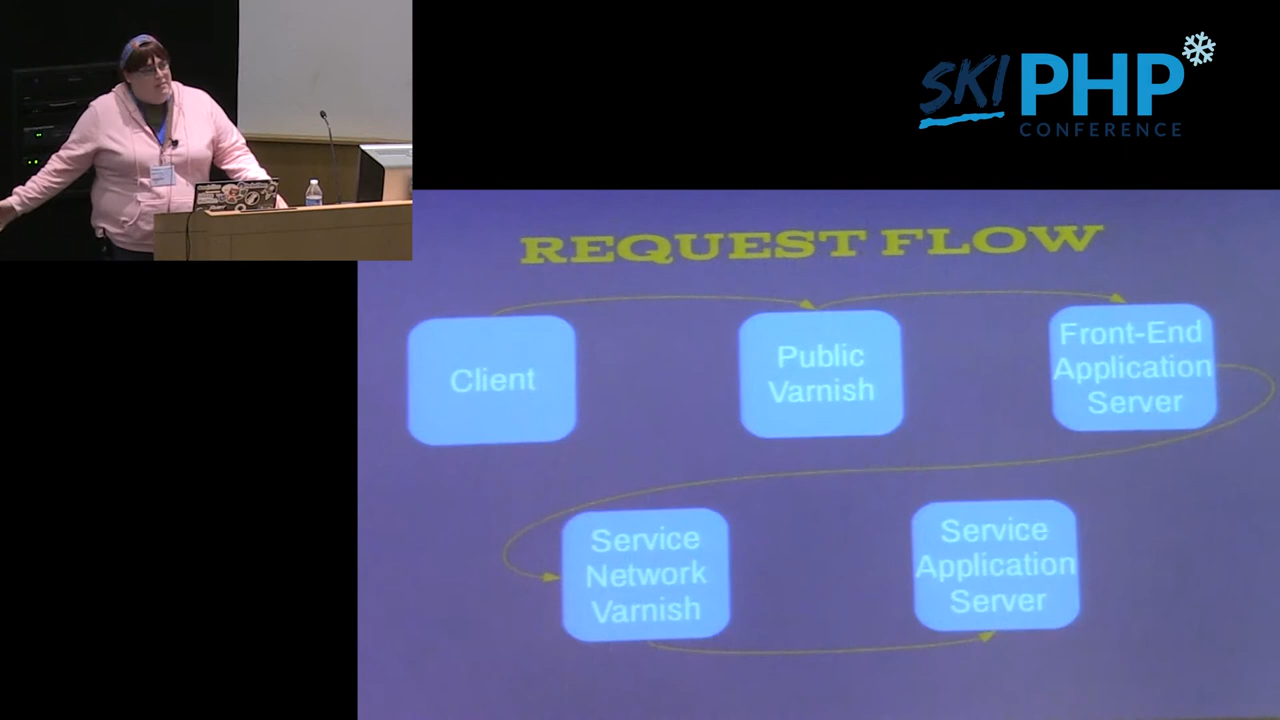 SKI PHP
CONFERENCE
REQUEST FLOW
Client
Public
Varnish
Front-End
Application
Server
Service
Network
Varnish
Service
Application
Server